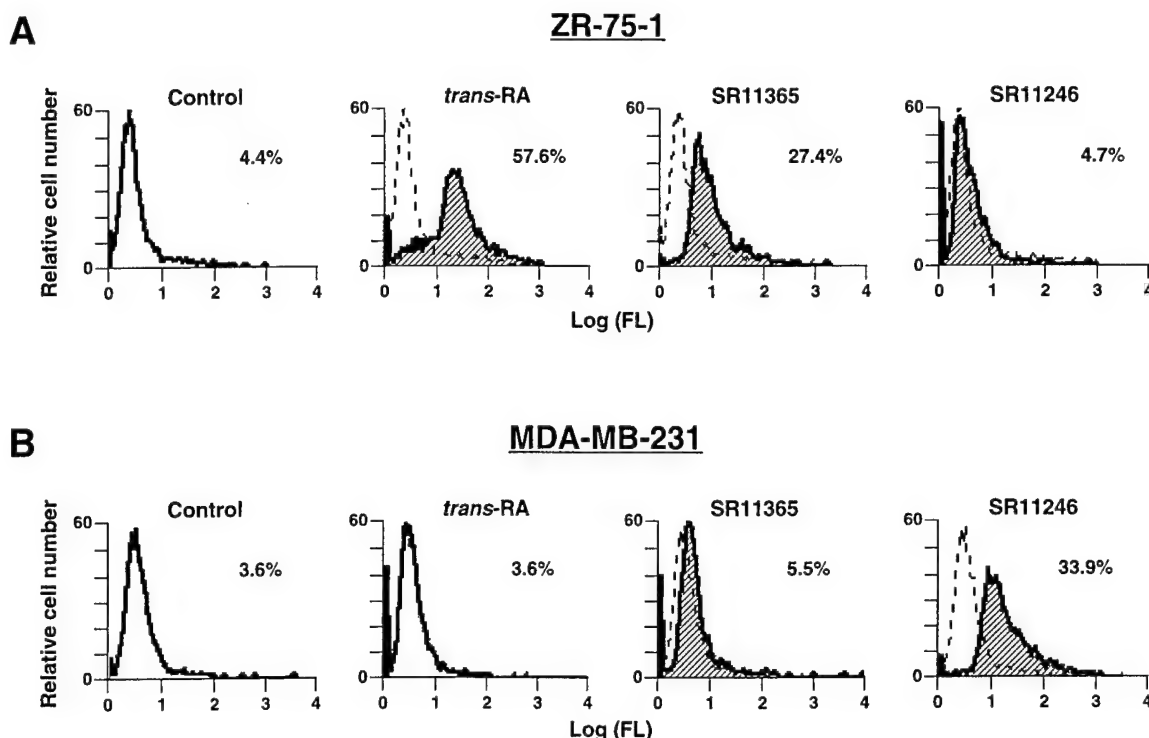 A
ZR-75-1
Control
trans-RA
SR11365
SR11246
4.4%
57.6%
27.4%
4.7%
Relative cell number
60
0
60
0
60
0
60
0
0 1 2 3 4
0 1 2 3 4
0 1 2 3 4
0 1 2 3 4
Log (FL)
B
MDA-MB-231
Control
trans-RA
SR11365
SR11246
3.6%
3.6%
5.5%
33.9%
Relative cell number
60
0
60
0
60
0
60
0
0 1 2 3 4
0 1 2 3 4
0 1 2 3 4
0 1 2 3 4
Log (FL)